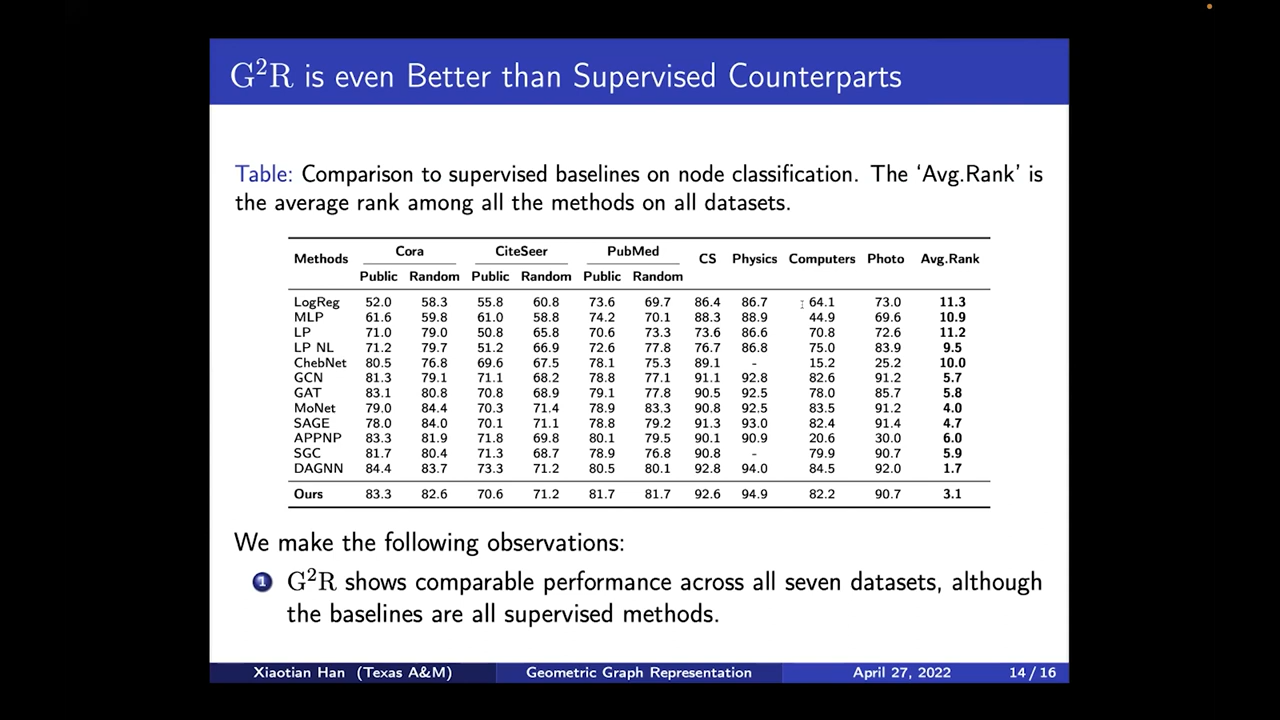 G²R is even Better than Supervised Counterparts
Table: Comparison to supervised baselines on node classification. The ‘Avg.Rank’ is
the average rank among all the methods on all datasets.
Methods Cora CiteSeer PubMed CS Physics Computers Photo Avg.Rank
Public Random Public Random Public Random
LogReg 52.0 58.3 55.8 60.8 73.6 69.7 86.4 86.7 64.1 73.0 11.3
MLP 61.6 59.8 61.0 58.8 74.2 70.1 88.3 88.9 44.9 69.6 10.9
LP 71.0 79.0 50.8 65.8 70.6 73.3 73.6 86.6 70.8 72.6 11.2
LP NL 71.2 79.7 51.2 66.9 72.6 77.8 76.7 86.8 75.0 83.9 9.5
ChebNet 80.5 76.8 69.6 67.5 78.1 75.3 89.1 - 15.2 25.2 10.0
GCN 81.3 79.1 71.1 68.2 78.8 77.1 91.1 92.8 82.6 91.2 5.7
GAT 83.1 80.8 70.8 68.9 79.1 77.8 90.5 92.5 78.0 85.7 5.8
MoNet 79.0 84.4 70.3 71.4 78.9 83.3 90.8 92.5 83.5 91.2 4.0
SAGE 78.0 84.0 70.1 71.1 78.8 79.2 91.3 93.0 82.4 91.4 4.7
APPNP 83.3 81.9 71.8 69.8 80.1 79.5 90.1 90.9 20.6 30.0 6.0
SGC 81.7 80.4 71.3 68.7 78.9 76.8 90.8 - 79.9 90.7 5.9
DAGNN 84.4 83.7 73.3 71.2 80.5 80.1 92.8 94.0 84.5 92.0 1.7
Ours 83.3 82.6 70.6 71.2 81.7 81.7 92.6 94.9 82.2 90.7 3.1
We make the following observations:
1 G²R shows comparable performance across all seven datasets, although
the baselines are all supervised methods.
Xiaotian Han (Texas A&M) Geometric Graph Representation April 27, 2022 14 / 16